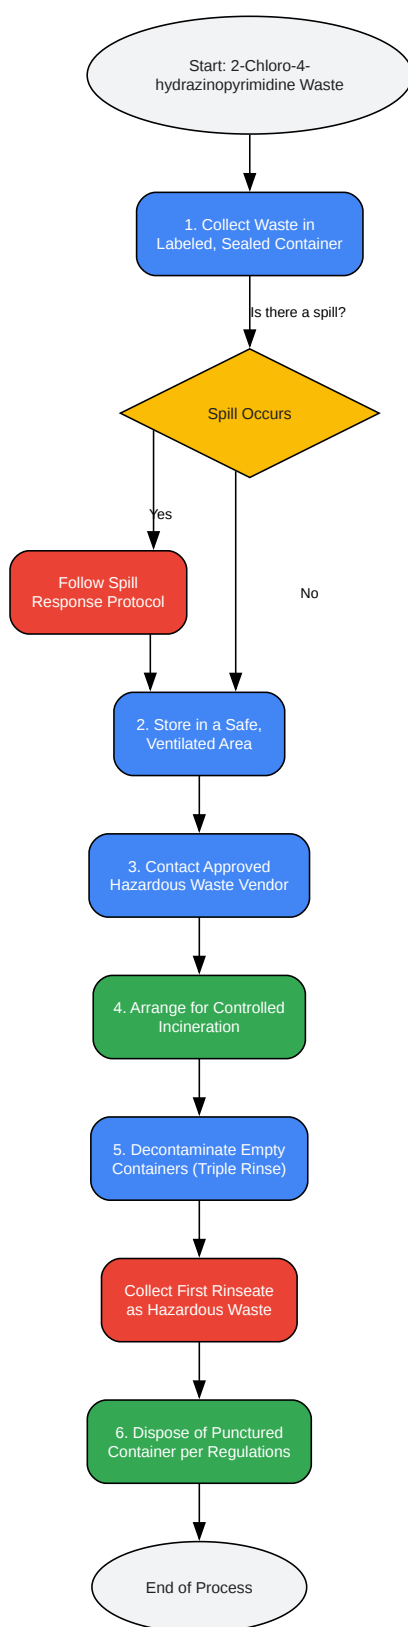 Start: 2-Chloro-4-
hydrazinopyrimidine Waste
1. Collect Waste in
Labeled, Sealed Container
Is there a spill?
Spill Occurs
Yes
Follow Spill
Response Protocol
No
2. Store in a Safe,
Ventilated Area
3. Contact Approved
Hazardous Waste Vendor
4. Arrange for Controlled
Incineration
5. Decontaminate Empty
Containers (Triple Rinse)
Collect First Rinseate
as Hazardous Waste
6. Dispose of Punctured
Container per Regulations
End of Process